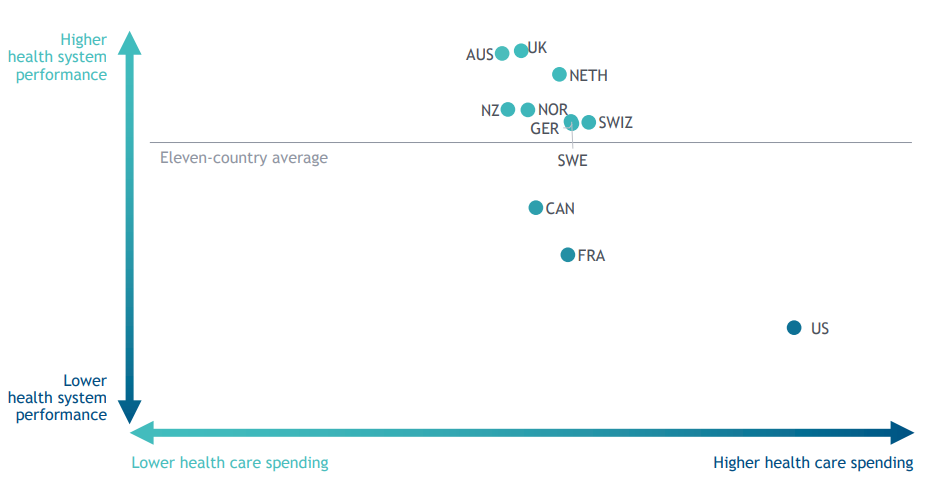 Higher
health system
performance
AUS
UK
NETH
NZ
NOR
GER
SWIZ
Eleven-country average
SWE
CAN
FRA
US
Lower
health system
performance
Lower health care spending
Higher health care spending